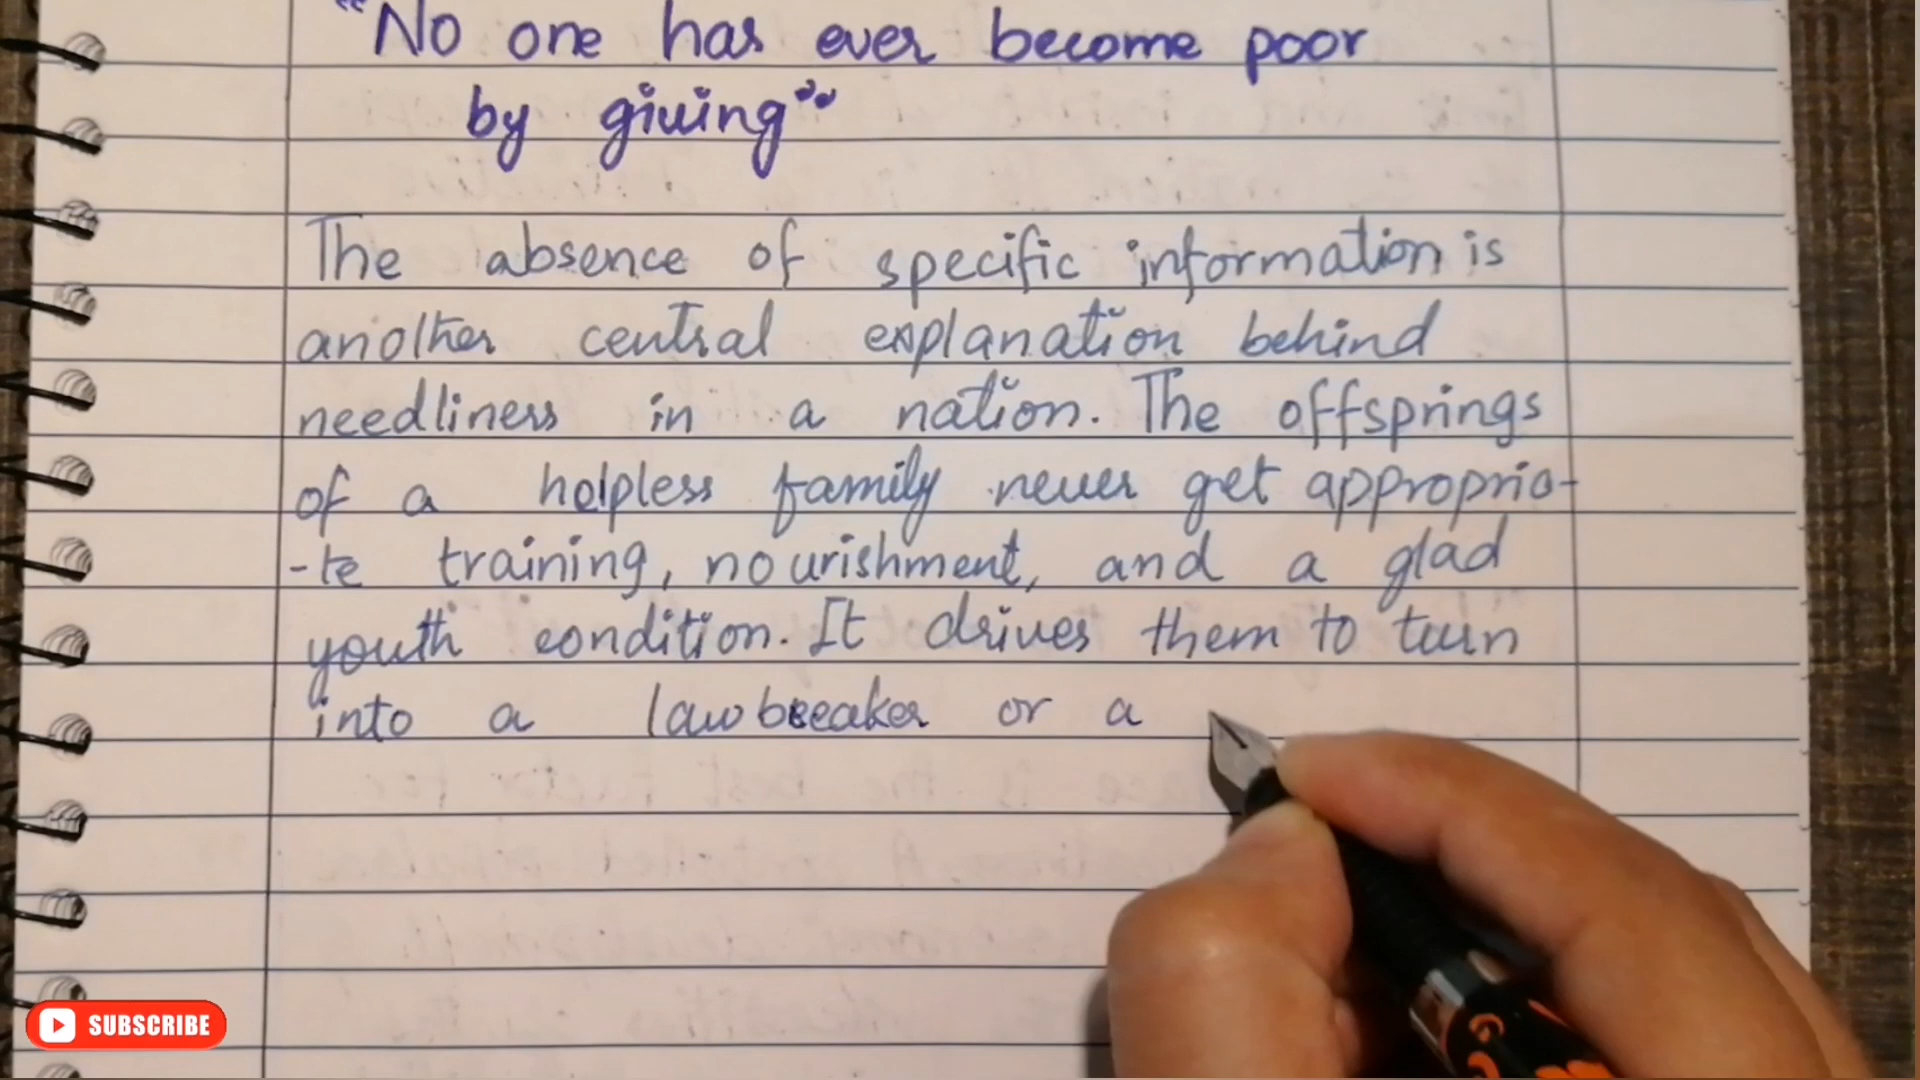 "No one has ever become poor
by giving"
The absence of specific information is
another central explanation behind
needliness in a nation. The offsprings
of a helpless family never get appropria-
-te training, nourishment, and a glad
youth condition. It drives them to turn
into a lawbreaker or a
SUBSCRIBE